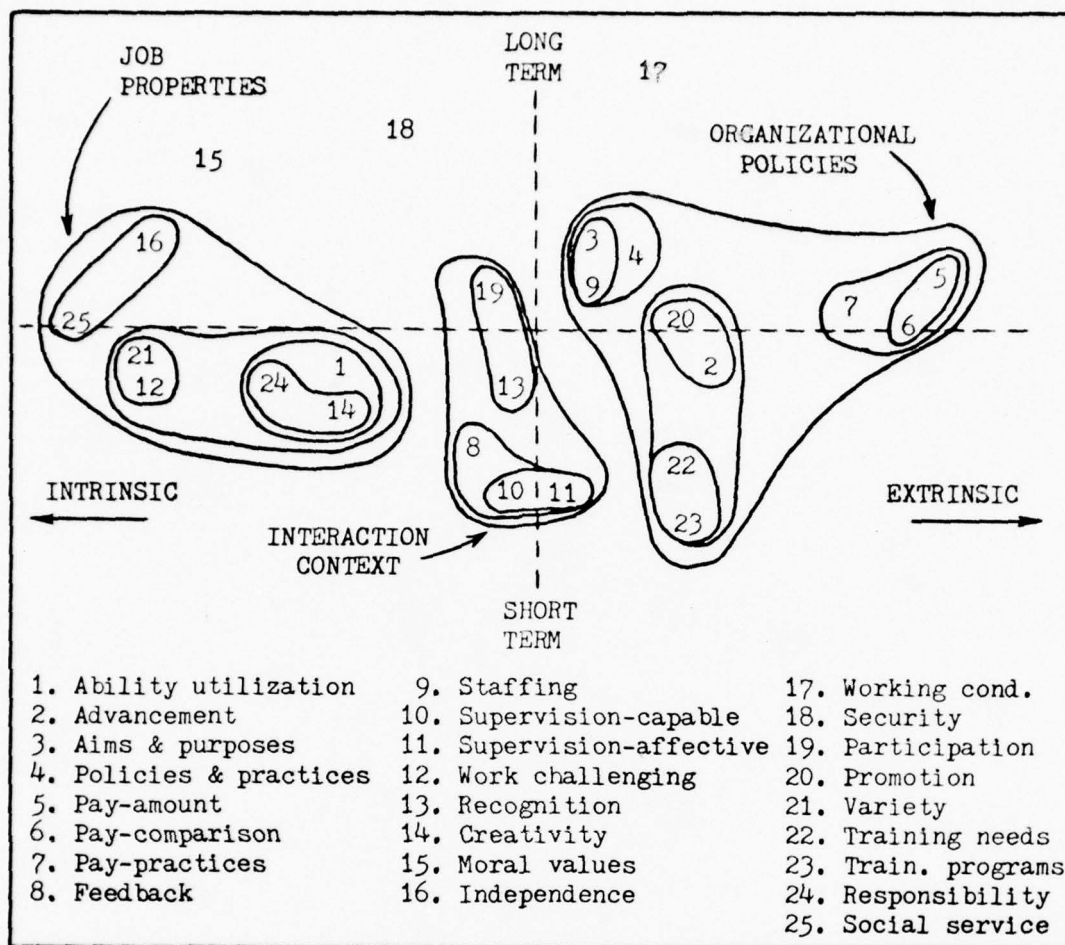 JOB
PROPERTIES
LONG
TERM
17
18
15
ORGANIZATIONAL
POLICIES
16
3
4
9
5
7
6
19
20
25
21
12
1
24
14
13
2
8
10
11
22
23
INTRINSIC
EXTRINSIC
INTERACTION
CONTEXT
SHORT
TERM
1. Ability utilization
2. Advancement
3. Aims & purposes
4. Policies & practices
5. Pay-amount
6. Pay-comparison
7. Pay-practices
8. Feedback
9. Staffing
10. Supervision-capable
11. Supervision-affective
12. Work challenging
13. Recognition
14. Creativity
15. Moral values
16. Independence
17. Working cond.
18. Security
19. Participation
20. Promotion
21. Variety
22. Training needs
23. Train. programs
24. Responsibility
25. Social service